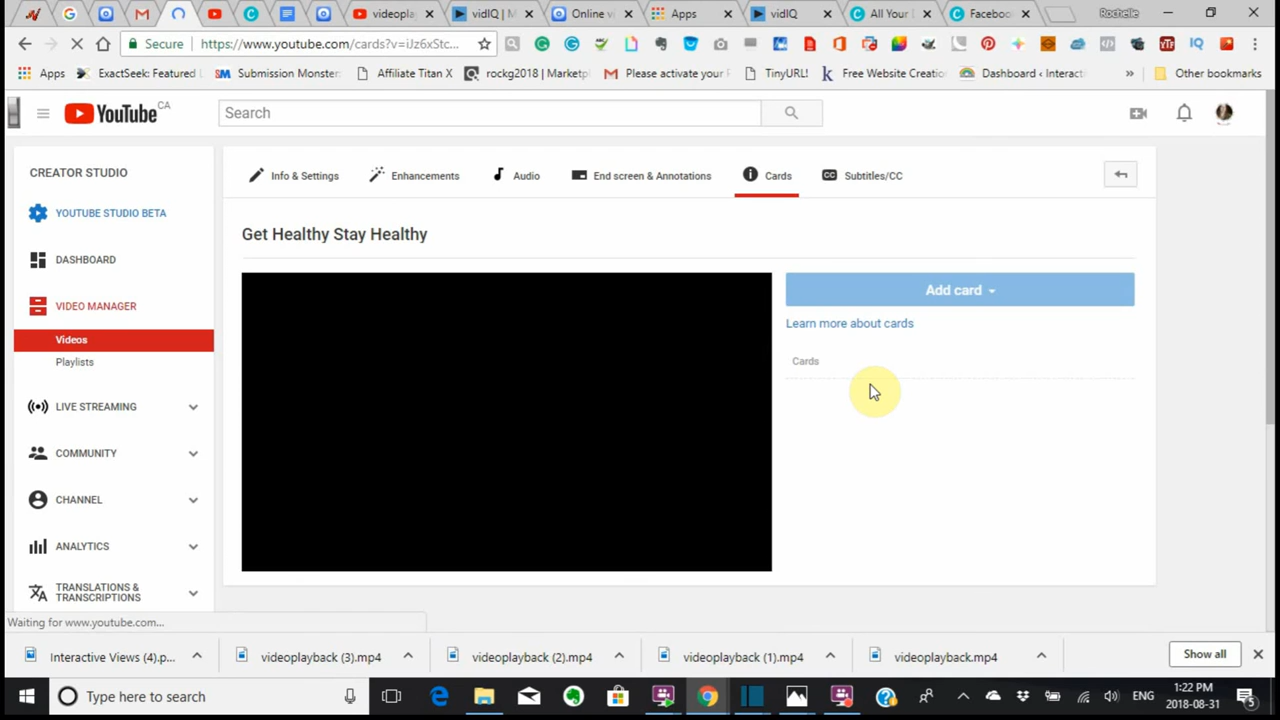 videopla
vidIQ | M
Online v
Apps
vidIQ
All Your
Faceboo
Rochelle
Secure
https://www.youtube.com/cards?v=iJz6xStc...
Apps
ExactSeek: Featured
Submission Monster
Affiliate Titan X
rockg2018 | Marketpl
Please activate your
TinyURL!
Free Website Creatio
Dashboard ‹ Interact
»
Other bookmarks
YouTube CA
Search
CREATOR STUDIO
YOUTUBE STUDIO BETA
DASHBOARD
VIDEO MANAGER
Videos
Playlists
LIVE STREAMING
COMMUNITY
CHANNEL
ANALYTICS
TRANSLATIONS &
TRANSCRIPTIONS
Info & Settings
Enhancements
Audio
End screen & Annotations
Cards
CC Subtitles/CC
Get Healthy Stay Healthy
Add card
Learn more about cards
Cards
Waiting for www.youtube.com...
Interactive Views (4).p...
videoplayback (3).mp4
videoplayback (2).mp4
videoplayback (1).mp4
videoplayback.mp4
Show all
Type here to search
ENG
1:22 PM
2018-08-31
5